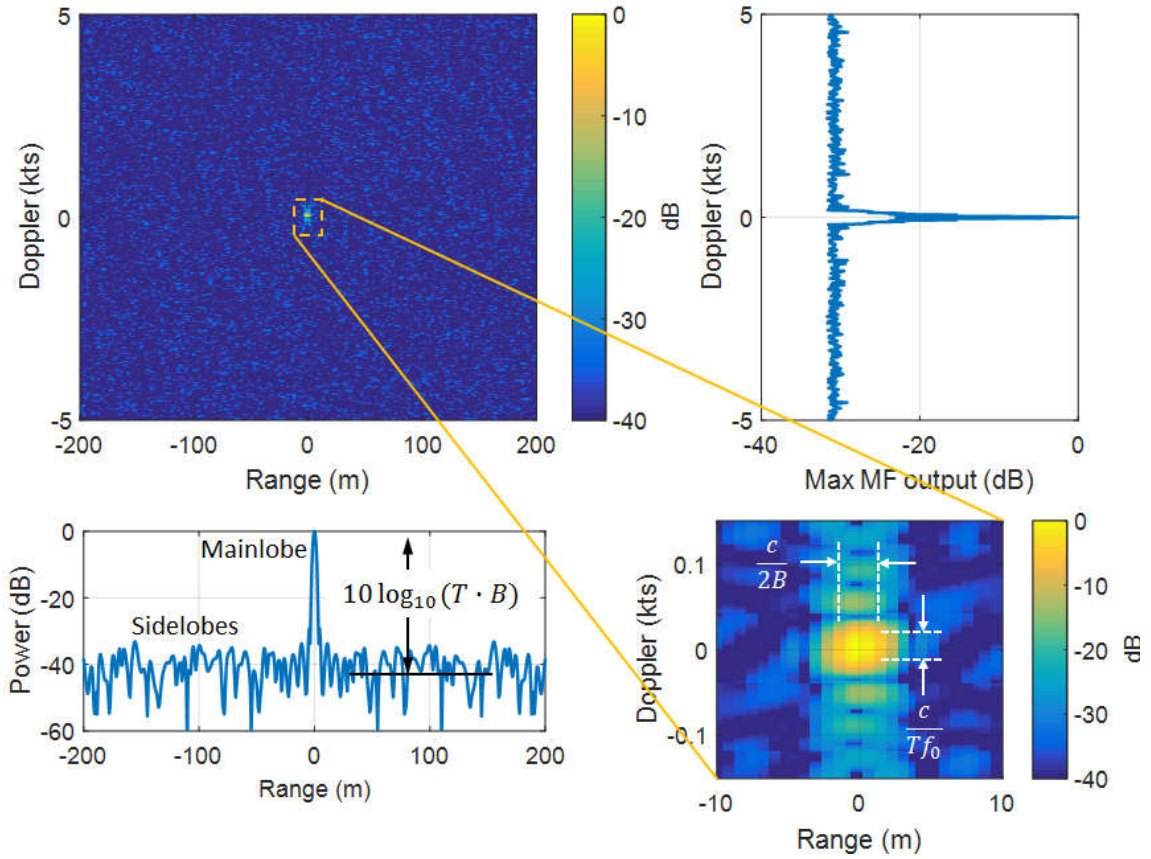 5
0
-5
Doppler (kts)
-200
-100
0
100
200
Range (m)
0
-10
-20
-30
-40
dB
5
0
-5
Doppler (kts)
-40
-20
0
Max MF output (dB)
0
-20
-40
-60
Power (dB)
Mainlobe
Sidelobes
10 log₁₀(T · B)
-200
-100
0
100
200
Range (m)
0.1
0
-0.1
Doppler (kts)
c
2B
c
Tf₀
-10
0
10
Range (m)
0
-10
-20
-30
-40
dB